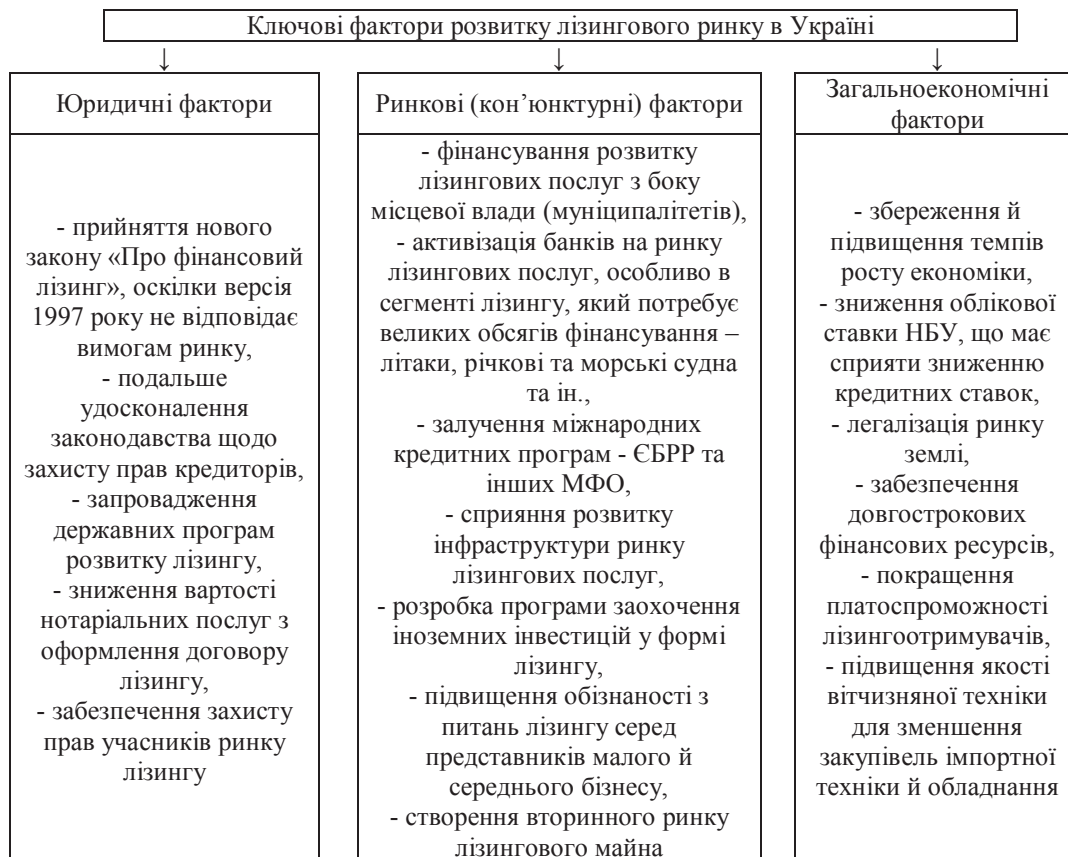 Ключові фактори розвитку лізингового ринку в Україні
↓ ↓ ↓
Юридичні фактори
- прийняття нового
закону «Про фінансовий
лізинг», оскілки версія
1997 року не відповідає
вимогам ринку,
- подальше
удосконалення
законодавства щодо
захисту прав кредиторів,
- запровадження
державних програм
розвитку лізингу,
- зниження вартості
нотаріальних послуг з
оформлення договору
лізингу,
- забезпечення захисту
прав учасників ринку
лізингу
Ринкові (кон’юнктурні) фактори
- фінансування розвитку
лізингових послуг з боку
місцевої влади (муніципалітетів),
- активізація банків на ринку
лізингових послуг, особливо в
сегменті лізингу, який потребує
великих обсягів фінансування –
літаки, річкові та морські судна
та ін.,
- залучення міжнародних
кредитних програм - ЄБРР та
інших МФО,
- сприяння розвитку
інфраструктури ринку
лізингових послуг,
- розробка програми заохочення
іноземних інвестицій у формі
лізингу,
- підвищення обізнаності з
питань лізингу серед
представників малого й
середнього бізнесу,
- створення вторинного ринку
лізингового майна
Загальноекономічні
фактори
- збереження й
підвищення темпів
росту економіки,
- зниження облікової
ставки НБУ, що має
сприяти зниженню
кредитних ставок,
- легалізація ринку
землі,
- забезпечення
довгострокових
фінансових ресурсів,
- покращення
платоспроможності
лізингоотримувачів,
- підвищення якості
вітчизняної техніки
для зменшення
закупівель імпортної
техніки й обладнання